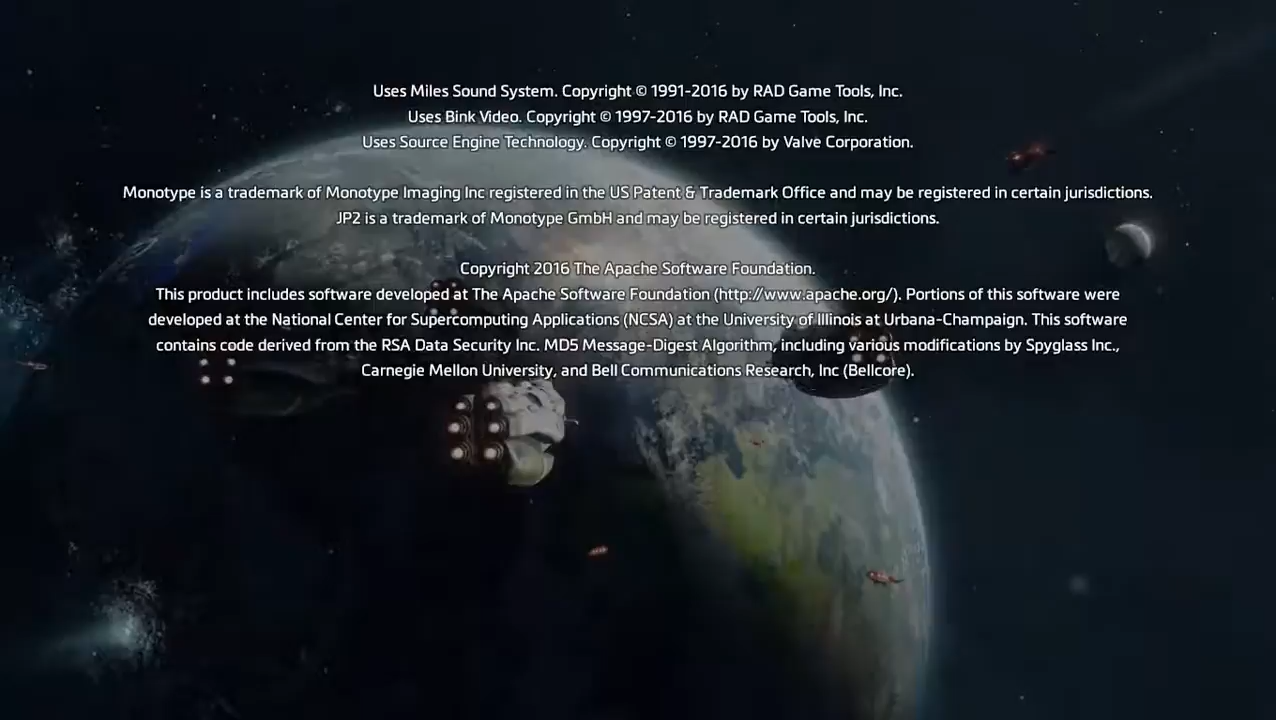 Uses Miles Sound System. Copyright © 1991-2016 by RAD Game Tools, Inc.
Uses Bink Video. Copyright © 1997-2016 by RAD Game Tools, Inc.
Uses Source Engine Technology. Copyright © 1997-2016 by Valve Corporation.
Monotype is a trademark of Monotype Imaging Inc registered in the US Patent & Trademark Office and may be registered in certain jurisdictions.
JP2 is a trademark of Monotype GmbH and may be registered in certain jurisdictions.
Copyright 2016 The Apache Software Foundation.
This product includes software developed at The Apache Software Foundation (http://www.apache.org/). Portions of this software were
developed at the National Center for Supercomputing Applications (NCSA) at the University of Illinois at Urbana-Champaign. This software
contains code derived from the RSA Data Security Inc. MD5 Message-Digest Algorithm, including various modifications by Spyglass Inc.,
Carnegie Mellon University, and Bell Communications Research, Inc (Bellcore).